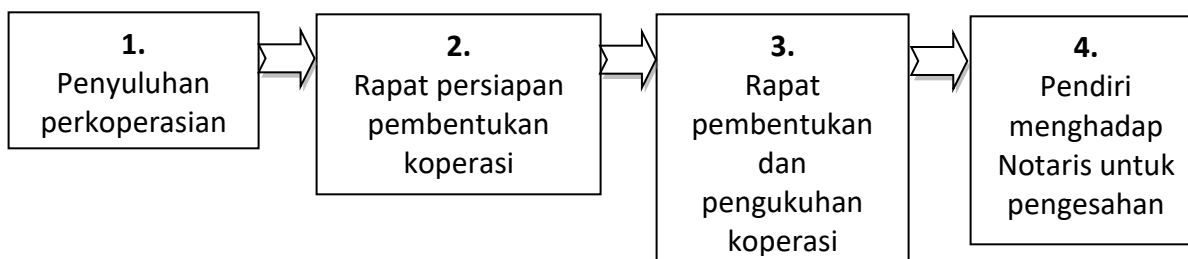 1.
Penyuluhan
perkoperasian
2.
Rapat persiapan
pembentukan
koperasi
3.
Rapat
pembentukan
dan
pengukuhan
koperasi
4.
Pendiri
menghadap
Notaris untuk
pengesahan